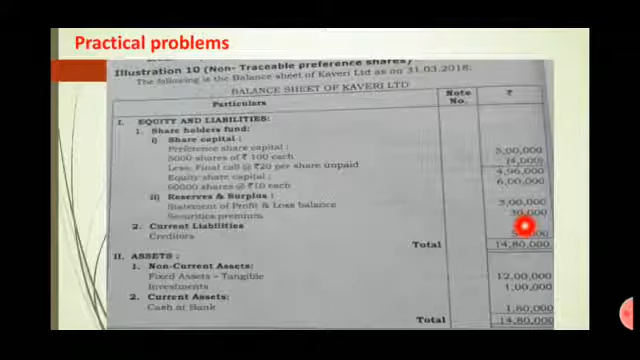 Practical problems
Illustration 10 (Non- Traceable preference shares)
The following is the Balance sheet of Kaveri Ltd as on 31.03.2018:
BALANCE SHEET OF KAVERI LTD
Particulars Note No. ₹
I. EQUITY AND LIABILITIES:
1. Share holders fund:
i) Share capital:
Preference share capital:
5000 shares of ₹ 100 each 5,00,000
Less: Final call @ ₹20 per share unpaid (4,000)
4,96,000
Equity share capital:
60000 shares @ ₹10 each 6,00,000
ii) Reserves & Surplus:
Statement of Profit & Loss balance 3,00,000
Securities premium 30,000
2. Current Liabilities
Creditors
Total 14,80,000
II. ASSETS:
1. Non-Current Assets:
Fixed Assets - Tangible 12,00,000
Investments 1,00,000
2. Current Assets:
Cash at Bank 1,80,000
Total 14,80,000